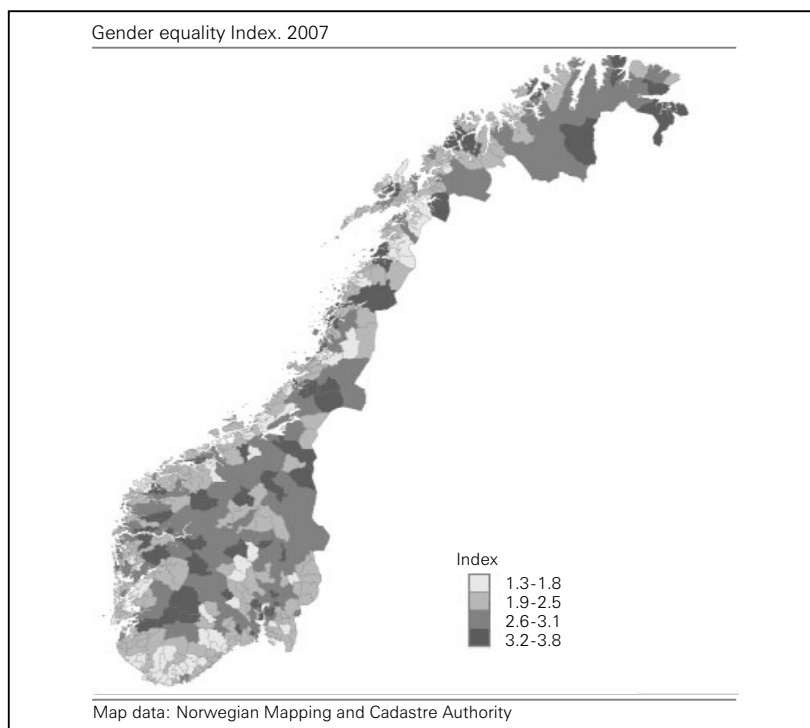 Gender equality Index. 2007
Index
1.3-1.8
1.9-2.5
2.6-3.1
3.2-3.8
Map data: Norwegian Mapping and Cadastre Authority